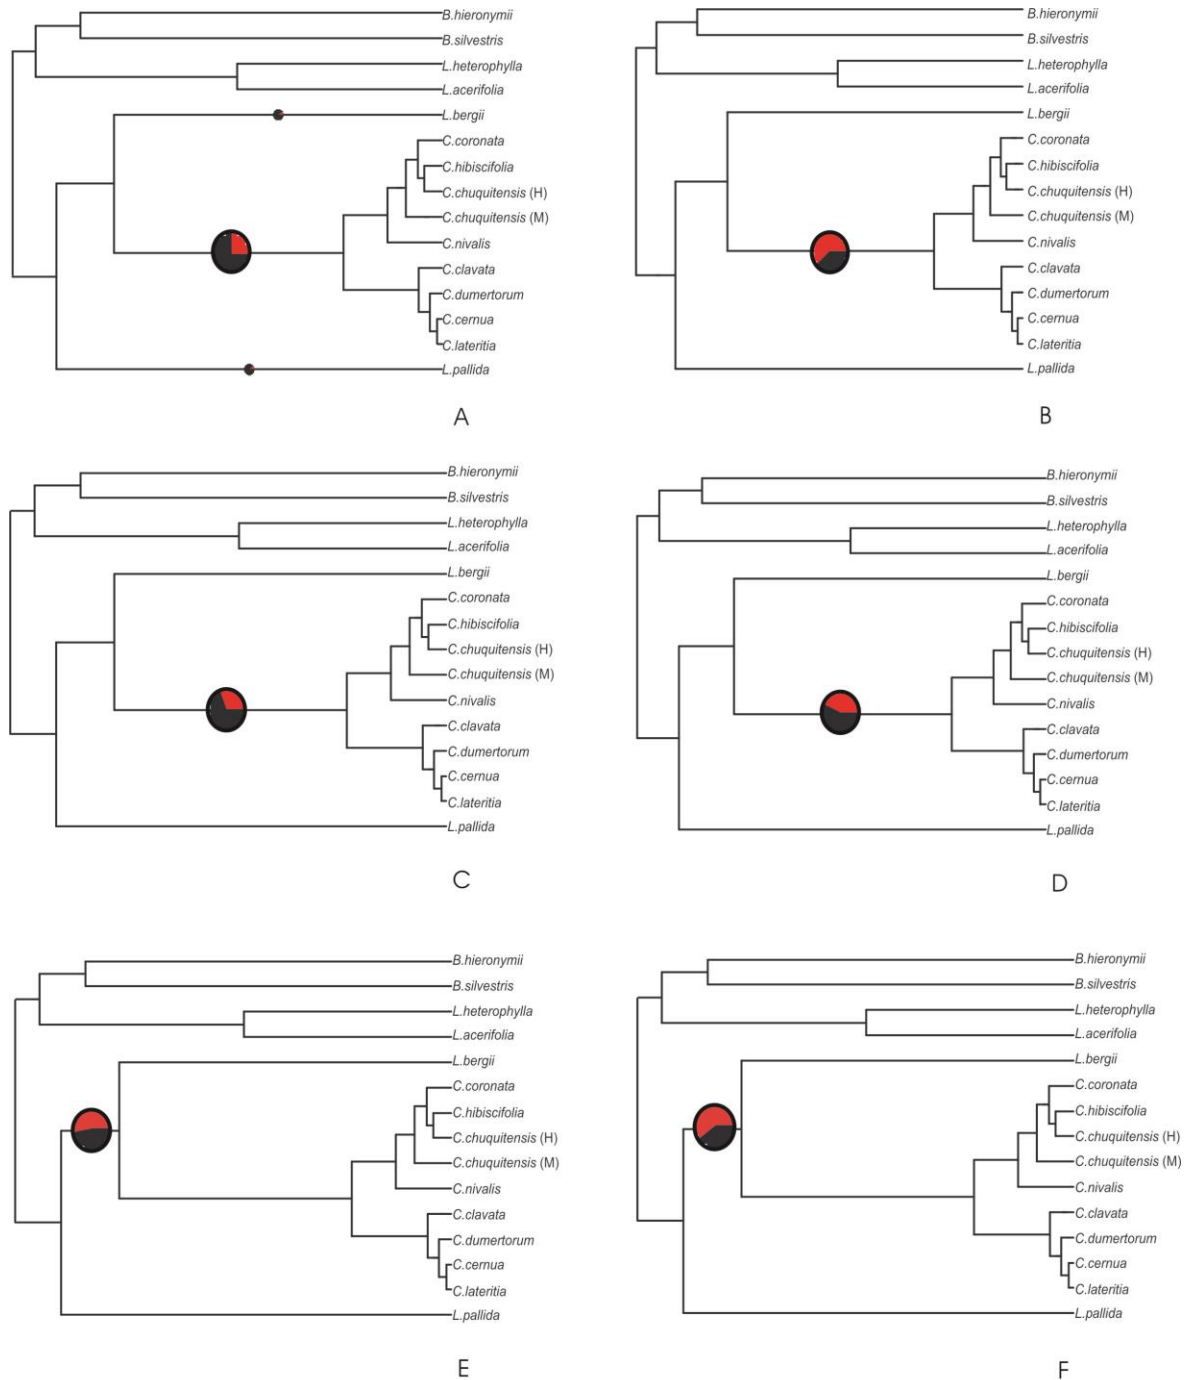 B.hieronymii
B.silvestris
L.heterophylla
L.acerifolia
L.bergii
C.coronata
C.hibiscifolia
C.chuquitensis (H)
C.chuquitensis (M)
C.nivalis
C.clavata
C.dumertorum
C.cernua
C.lateritia
L.pallida
A
B.hieronymii
B.silvestris
L.heterophylla
L.acerifolia
L.bergii
C.coronata
C.hibiscifolia
C.chuquitensis (H)
C.chuquitensis (M)
C.nivalis
C.clavata
C.dumertorum
C.cernua
C.lateritia
L.pallida
B
B.hieronymii
B.silvestris
L.heterophylla
L.acerifolia
L.bergii
C.coronata
C.hibiscifolia
C.chuquitensis (H)
C.chuquitensis (M)
C.nivalis
C.clavata
C.dumertorum
C.cernua
C.lateritia
L.pallida
C
B.hieronymii
B.silvestris
L.heterophylla
L.acerifolia
L.bergii
C.coronata
C.hibiscifolia
C.chuquitensis (H)
C.chuquitensis (M)
C.nivalis
C.clavata
C.dumertorum
C.cernua
C.lateritia
L.pallida
D
B.hieronymii
B.silvestris
L.heterophylla
L.acerifolia
L.bergii
C.coronata
C.hibiscifolia
C.chuquitensis (H)
C.chuquitensis (M)
C.nivalis
C.clavata
C.dumertorum
C.cernua
C.lateritia
L.pallida
E
B.hieronymii
B.silvestris
L.heterophylla
L.acerifolia
L.bergii
C.coronata
C.hibiscifolia
C.chuquitensis (H)
C.chuquitensis (M)
C.nivalis
C.clavata
C.dumertorum
C.cernua
C.lateritia
L.pallida
F